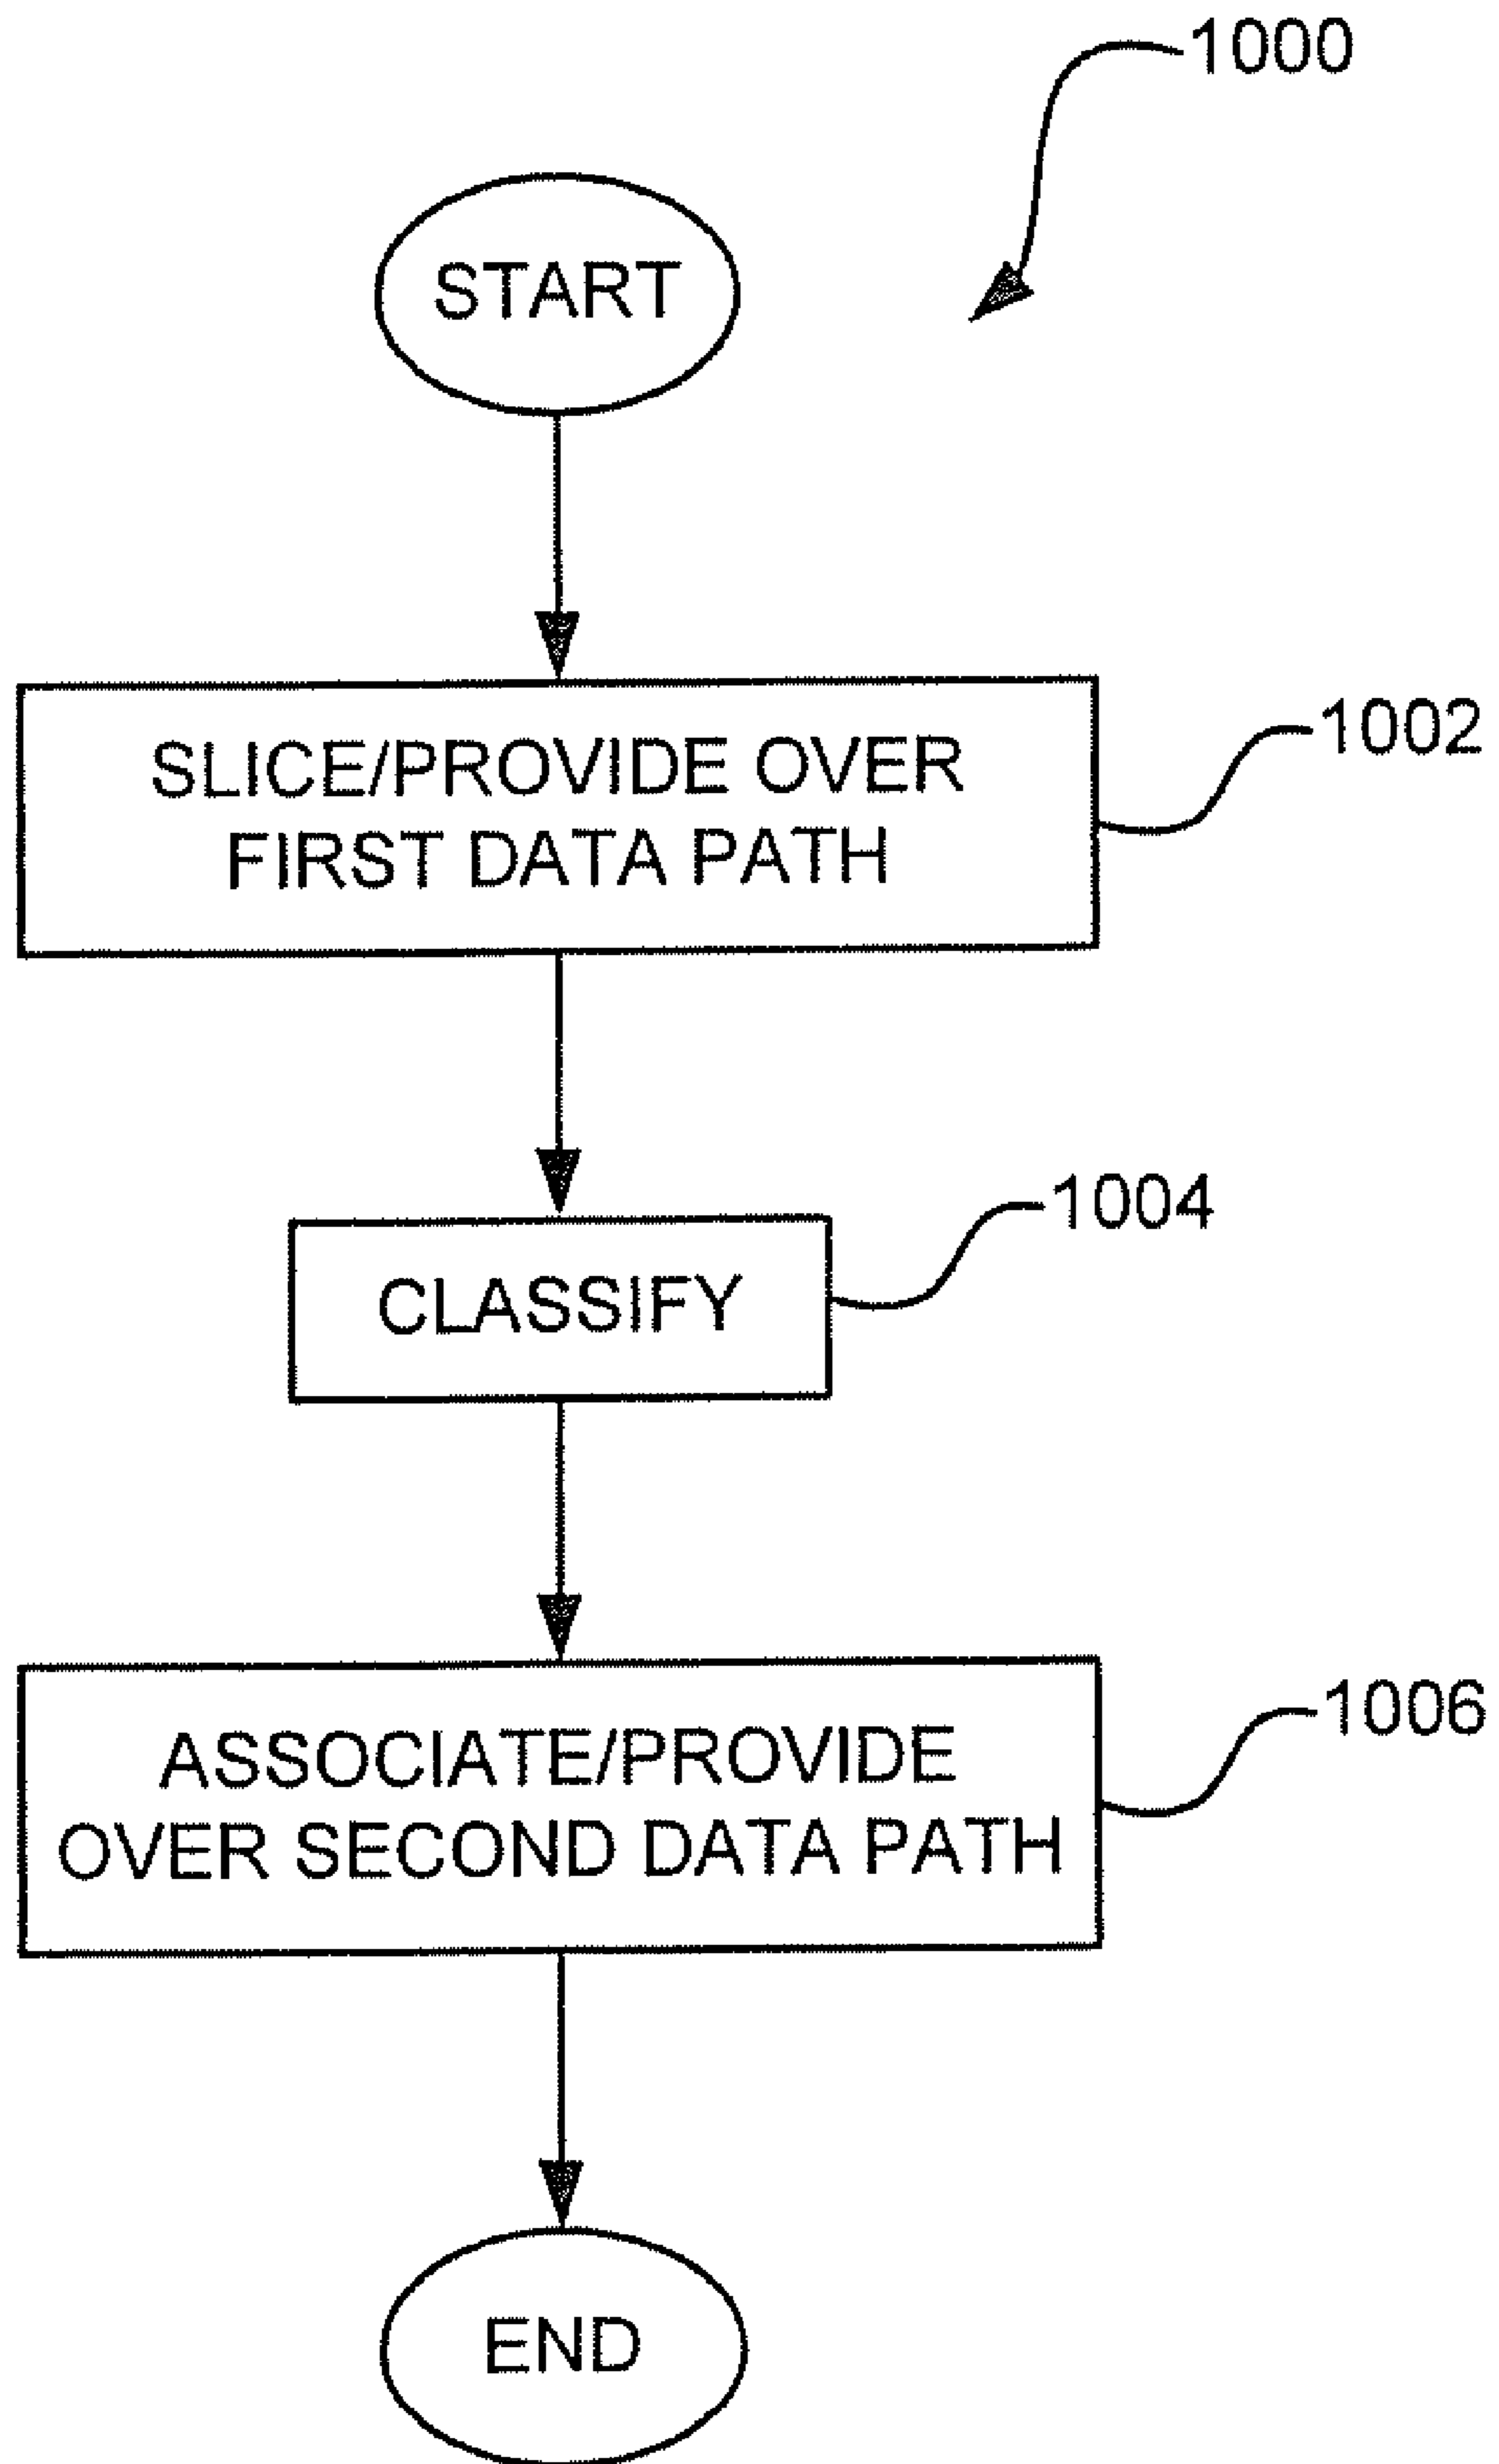 1000
START
SLICE/PROVIDE OVER
FIRST DATA PATH
1002
CLASSIFY
1004
ASSOCIATE/PROVIDE
OVER SECOND DATA PATH
1006
END